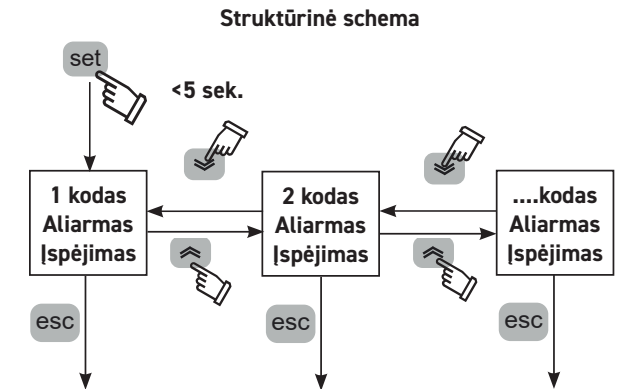 Struktūrinė schema
set
<5 sek.
1 kodas
Aliarmas
Įspėjimas
2 kodas
Aliarmas
Įspėjimas
....kodas
Aliarmas
Įspėjimas
esc
esc
esc